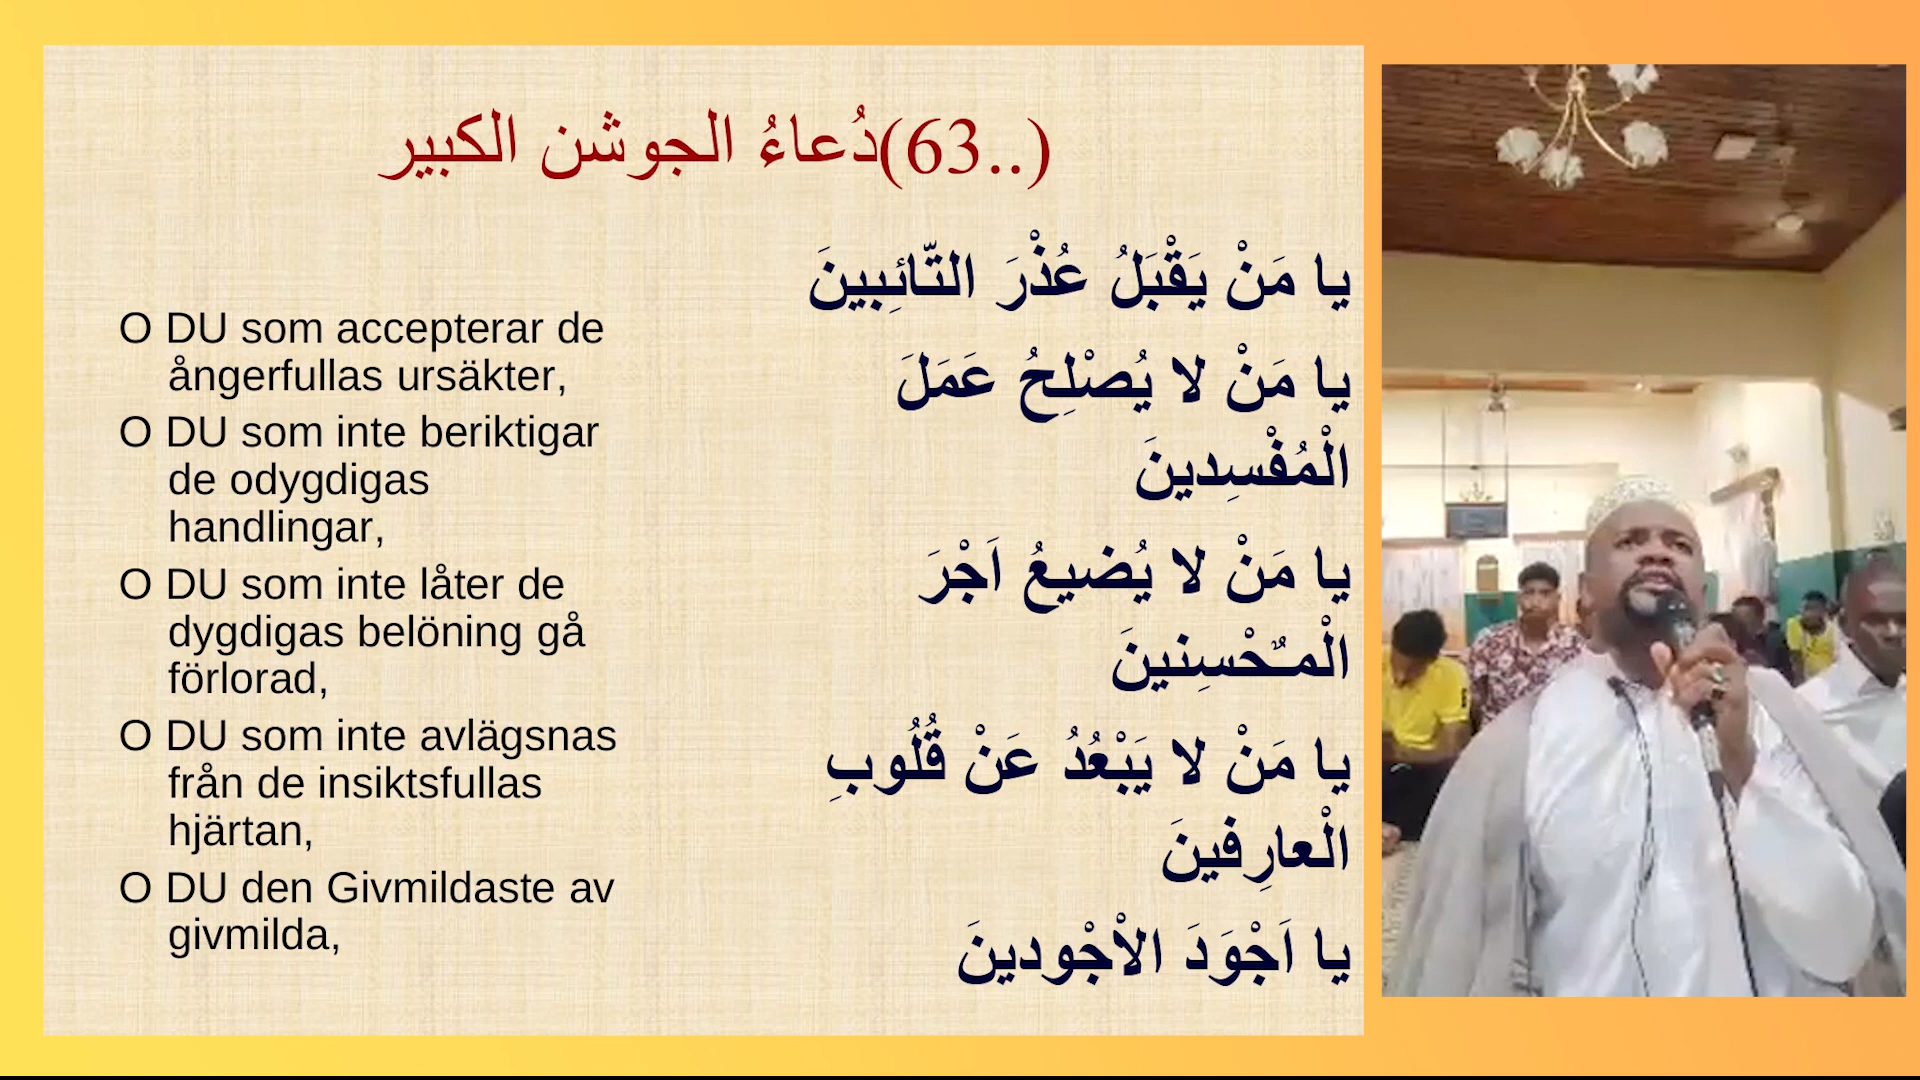 (..63)دُعاءُ الجوشن الكبير
O DU som accepterar de
ångerfullas ursäkter,
O DU som inte beriktigar
de odygdigas
handlingar,
O DU som inte låter de
dygdigas belöning gå
förlorad,
O DU som inte avlägsnas
från de insiktsfullas
hjärtan,
O DU den Givmildaste av
givmilda,
يا مَنْ يَقْبَلُ عُذْرَ التّائِبينَ
يا مَنْ لا يُصْلِحُ عَمَلَ
الْمُفْسِدينَ
يا مَنْ لا يُضيعُ اَجْرَ
الْمـُحْسِنينَ
يا مَنْ لا يَبْعُدُ عَنْ قُلُوبِ
الْعارِفينَ
يا اَجْوَدَ الاْجْودينَ